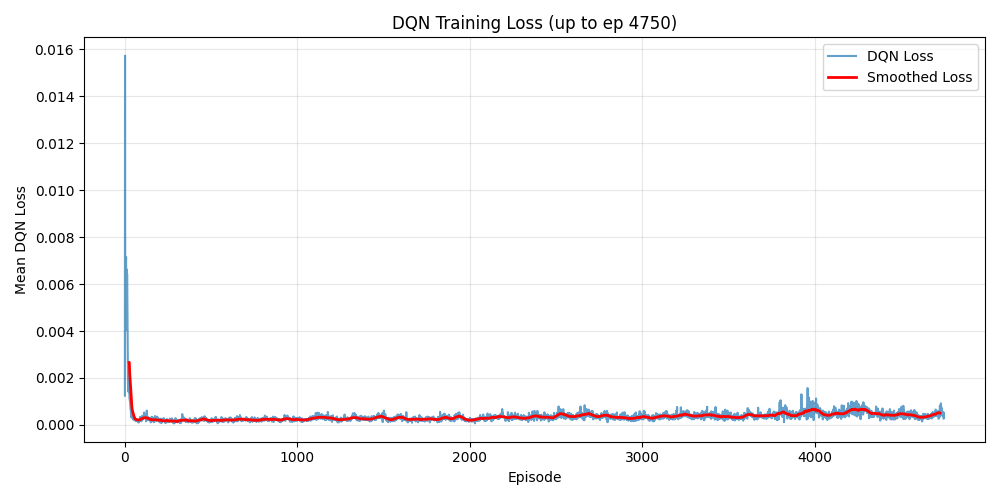 DQN Training Loss (up to ep 4750)
DQN Loss
Smoothed Loss
Mean DQN Loss
0.016
0.014
0.012
0.010
0.008
0.006
0.004
0.002
0.000
0 1000 2000 3000 4000
Episode